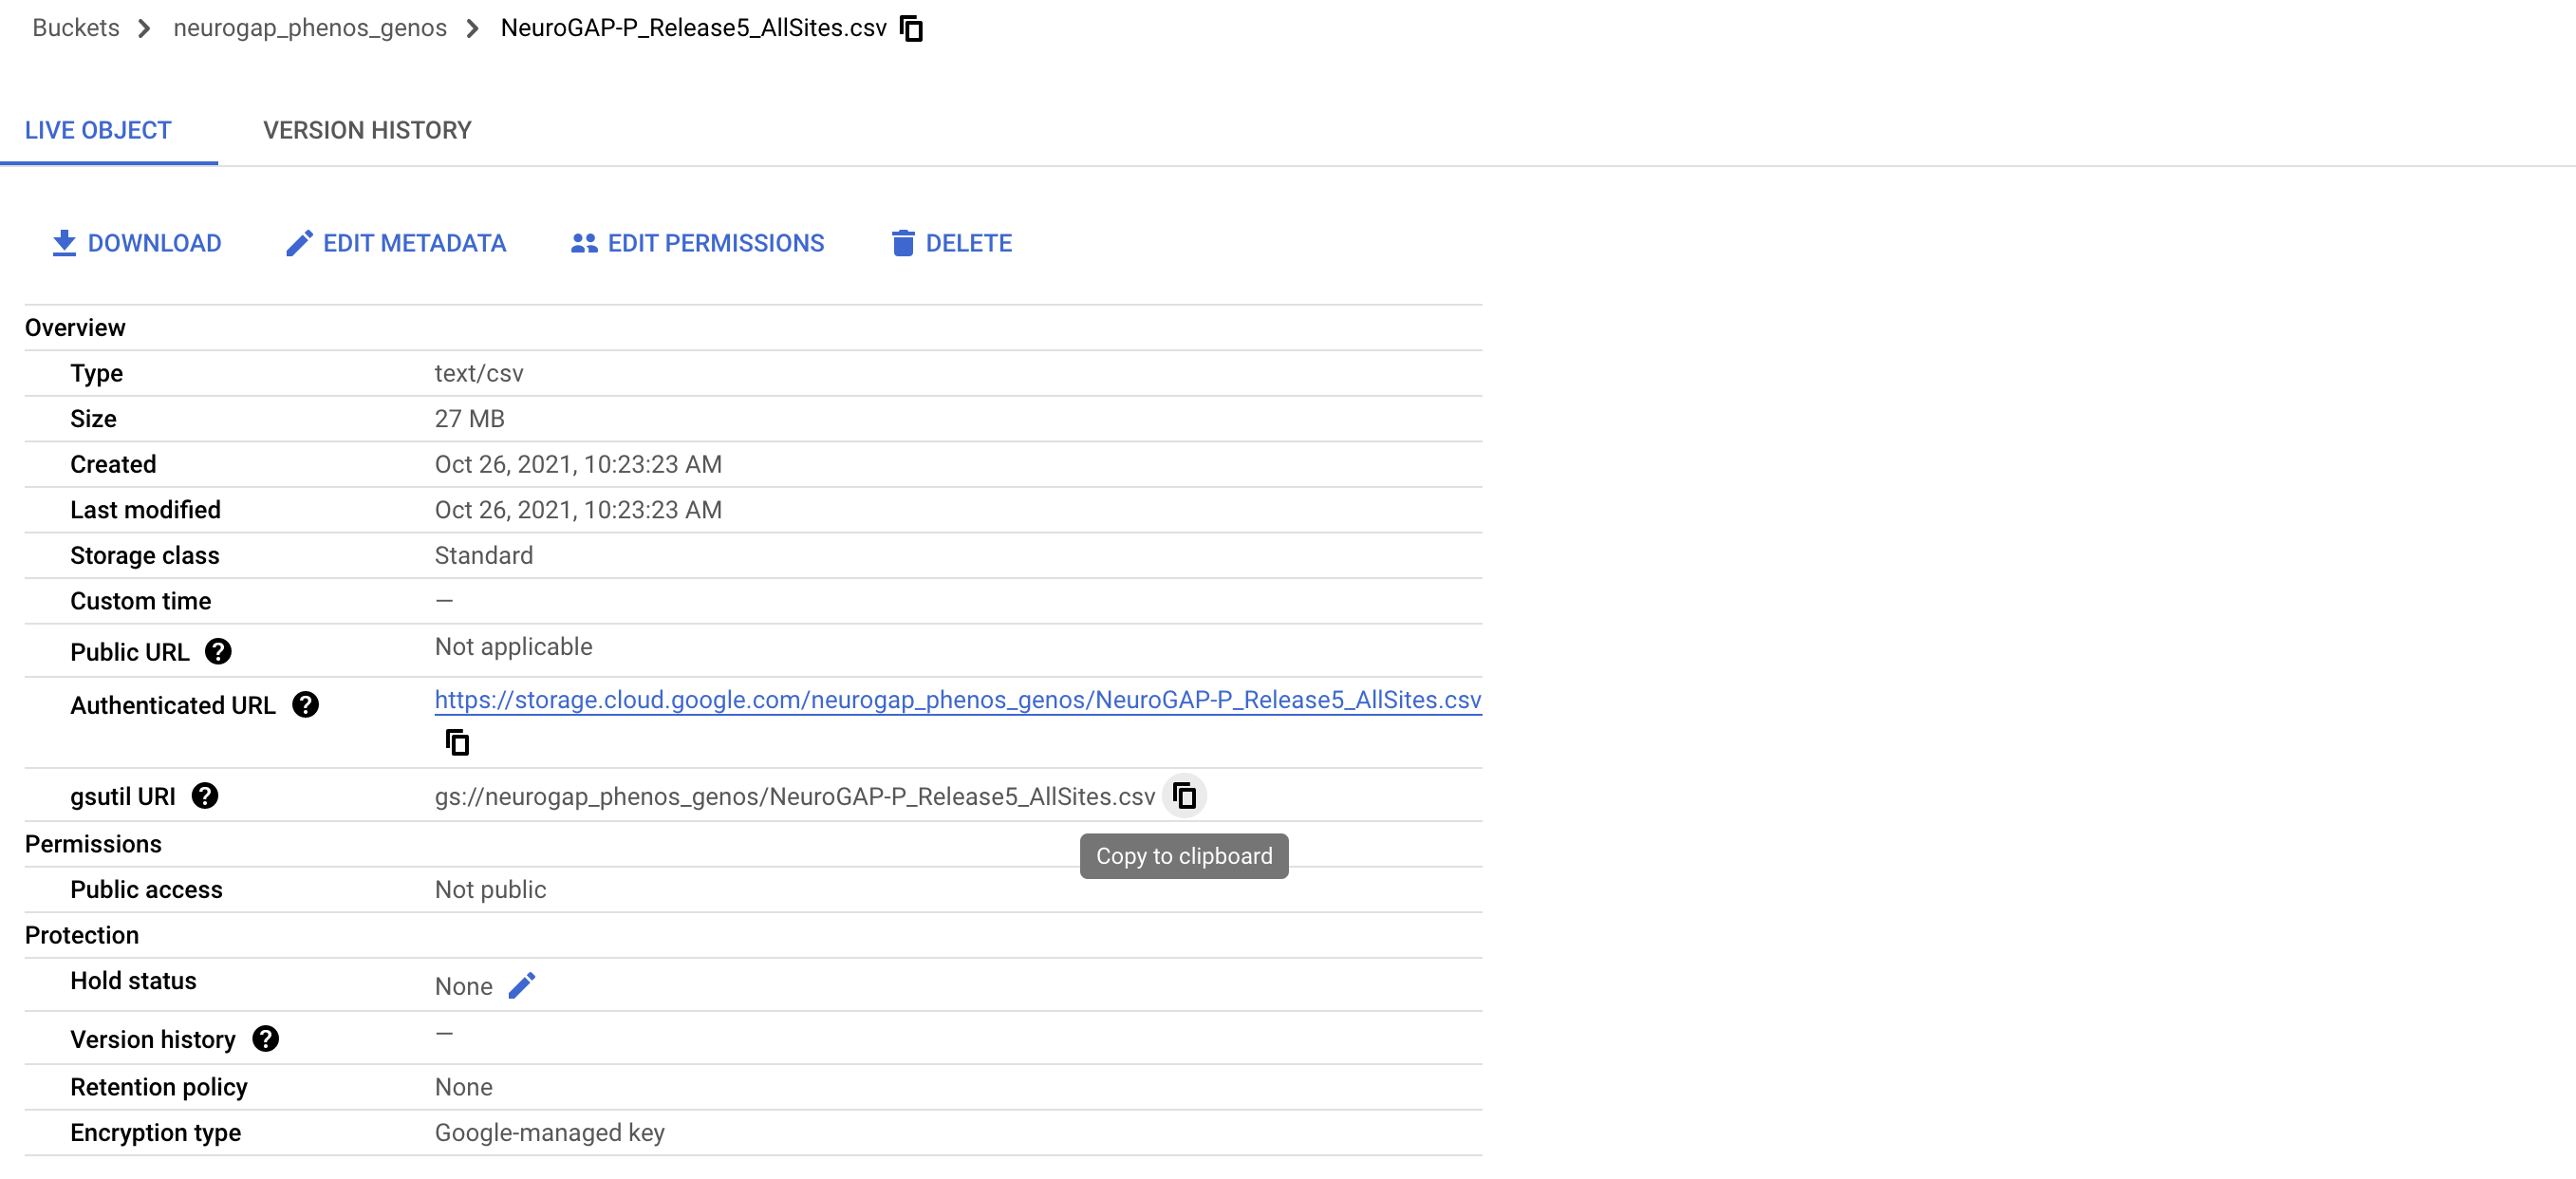 Buckets > neurogap_phenos_genos > NeuroGAP-P_Release5_AllSites.csv
LIVE OBJECT VERSION HISTORY
DOWNLOAD EDIT METADATA EDIT PERMISSIONS DELETE
Overview
Type text/csv
Size 27 MB
Created Oct 26, 2021, 10:23:23 AM
Last modified Oct 26, 2021, 10:23:23 AM
Storage class Standard
Custom time —
Public URL ? Not applicable
Authenticated URL ? https://storage.cloud.google.com/neurogap_phenos_genos/NeuroGAP-P_Release5_AllSites.csv
gsutil URI ? gs://neurogap_phenos_genos/NeuroGAP-P_Release5_AllSites.csv
Permissions
Copy to clipboard
Public access Not public
Protection
Hold status None
Version history ? —
Retention policy None
Encryption type Google-managed key